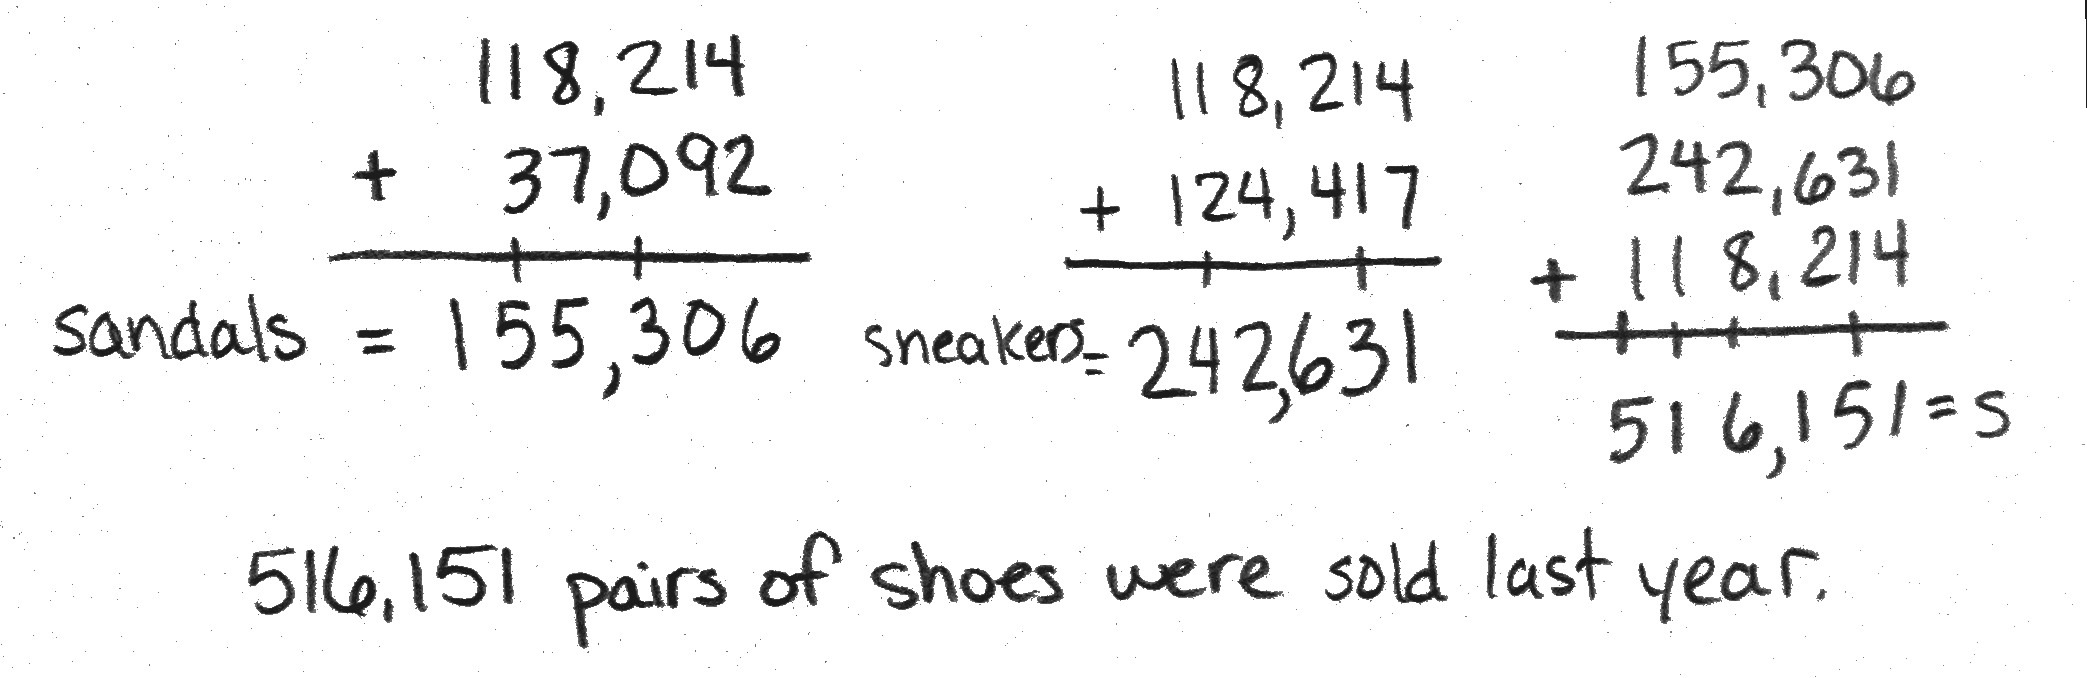 118,214
+ 37,092
sandals = 155,306
118,214
+ 124,417
sneakers = 242,631
155,306
242,631
+ 118,214
516,151 = s
516,151 pairs of shoes were sold last year.